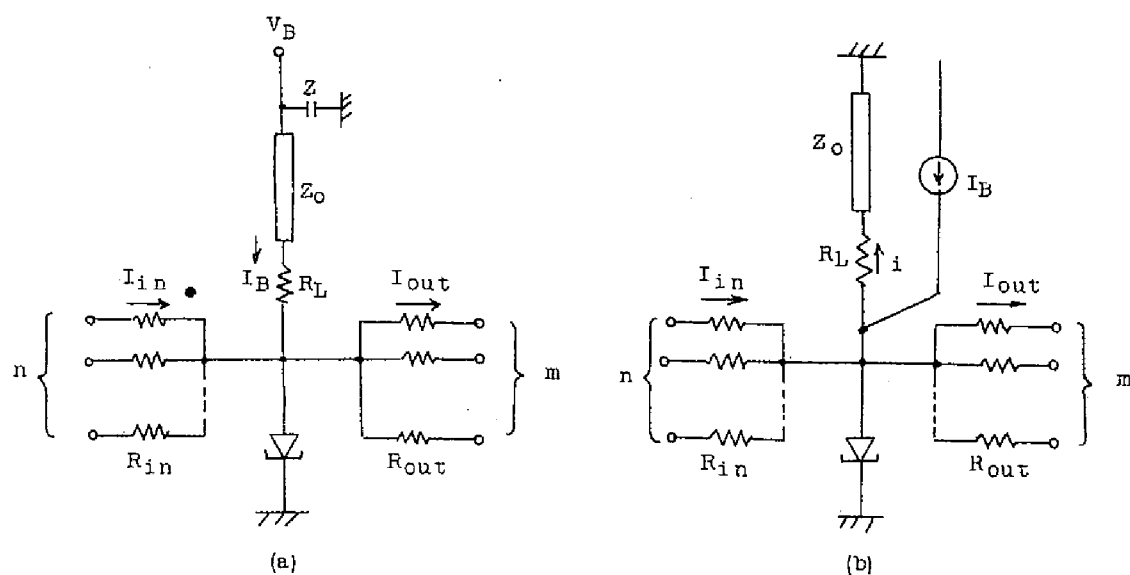 V_B
Z
Z_O
I_in
I_B
R_L
I_out
n
m
R_in
R_out
(a)
Z_O
I_B
R_L
i
I_in
I_out
n
m
R_in
R_out
(b)